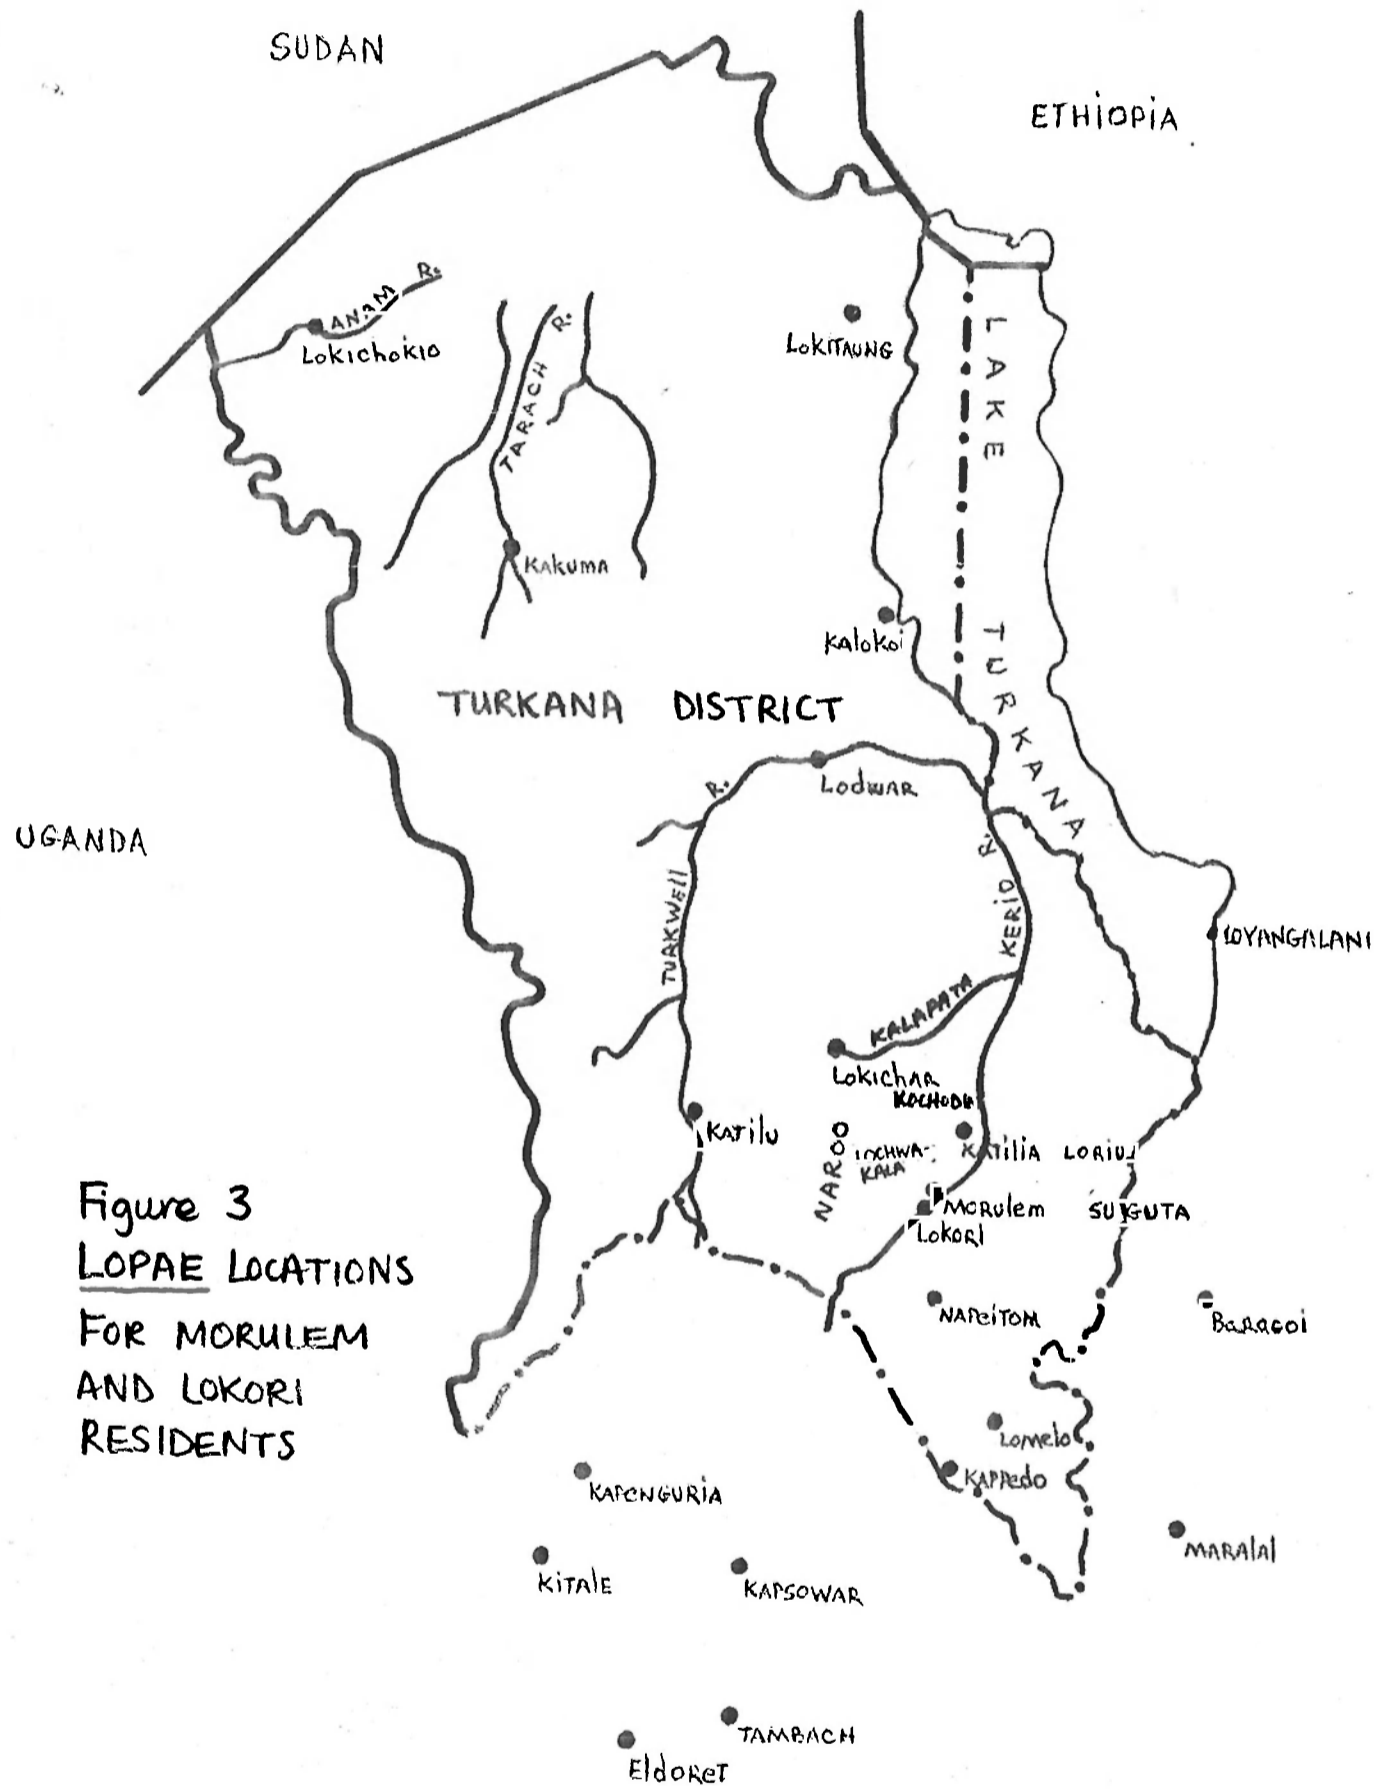 SUDAN
ETHiOPiA
ANAM R.
LOKiChOKIO
LOKITAUNG
TARACH R.
KAKUMA
LAKE TURKANA
KAlOKOi
TURKANA DISTRICT
LODWAR
UGANDA
TURKWEll R.
KERiO R.
LOYANGALANI
KALAPATA
LOKICHAR
KOCHODIN
KATilU
NAROO
LOCHWA-
KALA
KATiliA
LORIU
MORUlEM
LOKORI
SUGUTA
Figure 3
LOPAE LOCATIONS
FOR MORULEM
AND LOKORI
RESIDENTS
NAPEiTOM
BARAGOI
LOMElO
KAPPEDO
KAPENGURIA
MARAlAl
KiTAlE
KAPSOWAR
TAMBACH
ElDORET